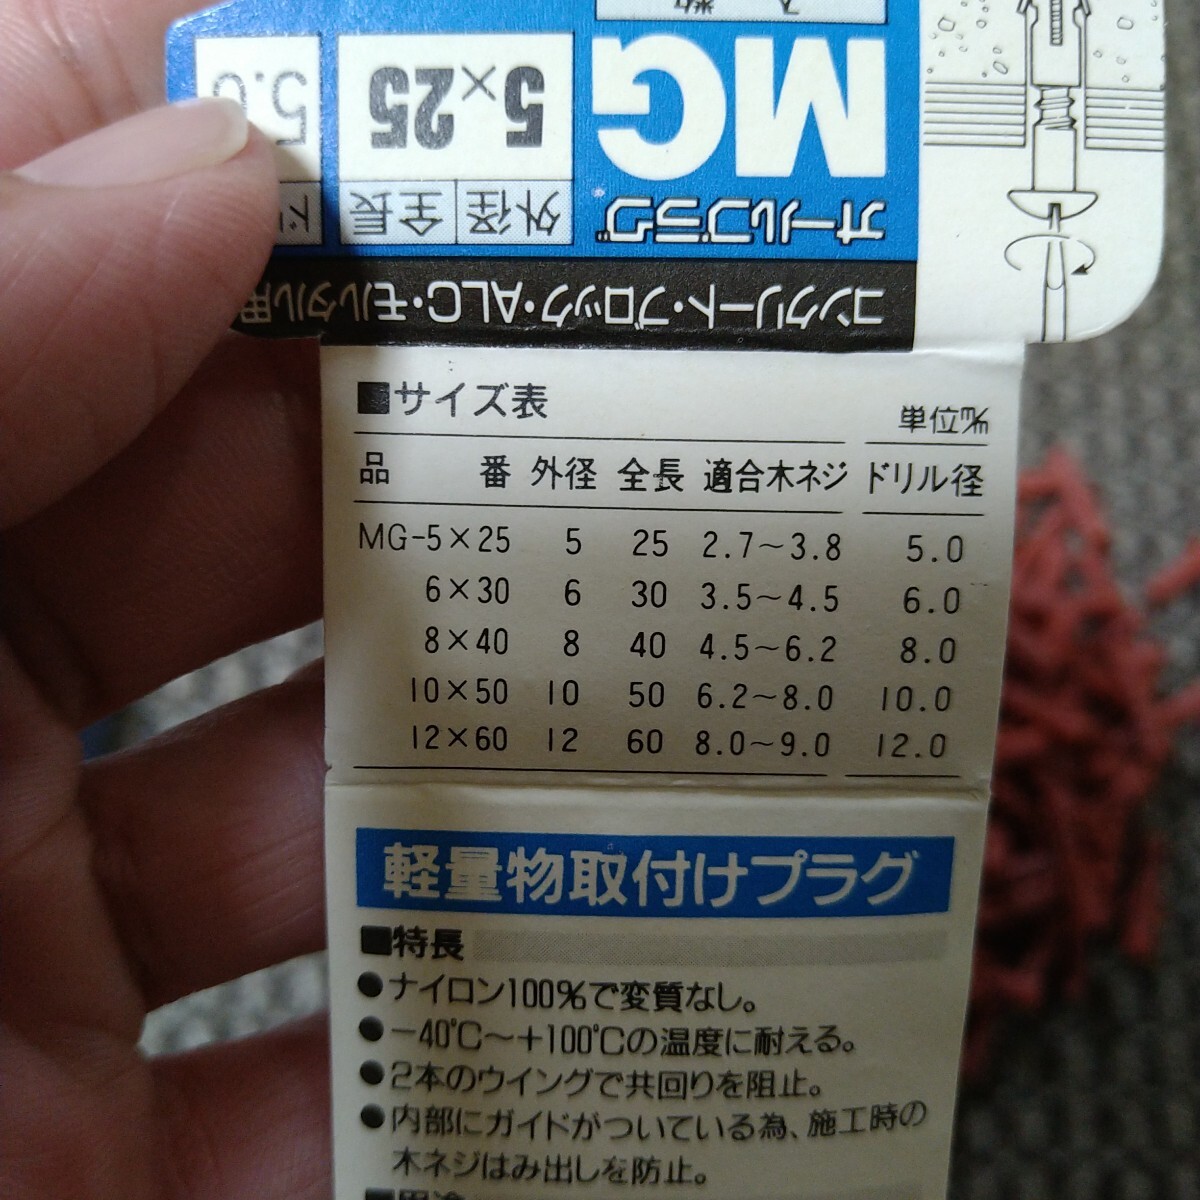 コンクリート・ブロック・ALC・モルタル用
オールプラグ
MG
外径 全長
5×25
5.0
■サイズ表
単位m/m
品 番 外径 全長 適合木ネジ ドリル径
MG-5×25 5 25 2.7~3.8 5.0
6×30 6 30 3.5~4.5 6.0
8×40 8 40 4.5~6.2 8.0
10×50 10 50 6.2~8.0 10.0
12×60 12 60 8.0~9.0 12.0
軽量物取付けプラグ
■特長
●ナイロン100%で変質なし。
●−40℃〜+100℃の温度に耐える。
●2本のウイングで共回りを阻止。
●内部にガイドがついている為、施工時の
木ネジはみ出しを防止。
■用途